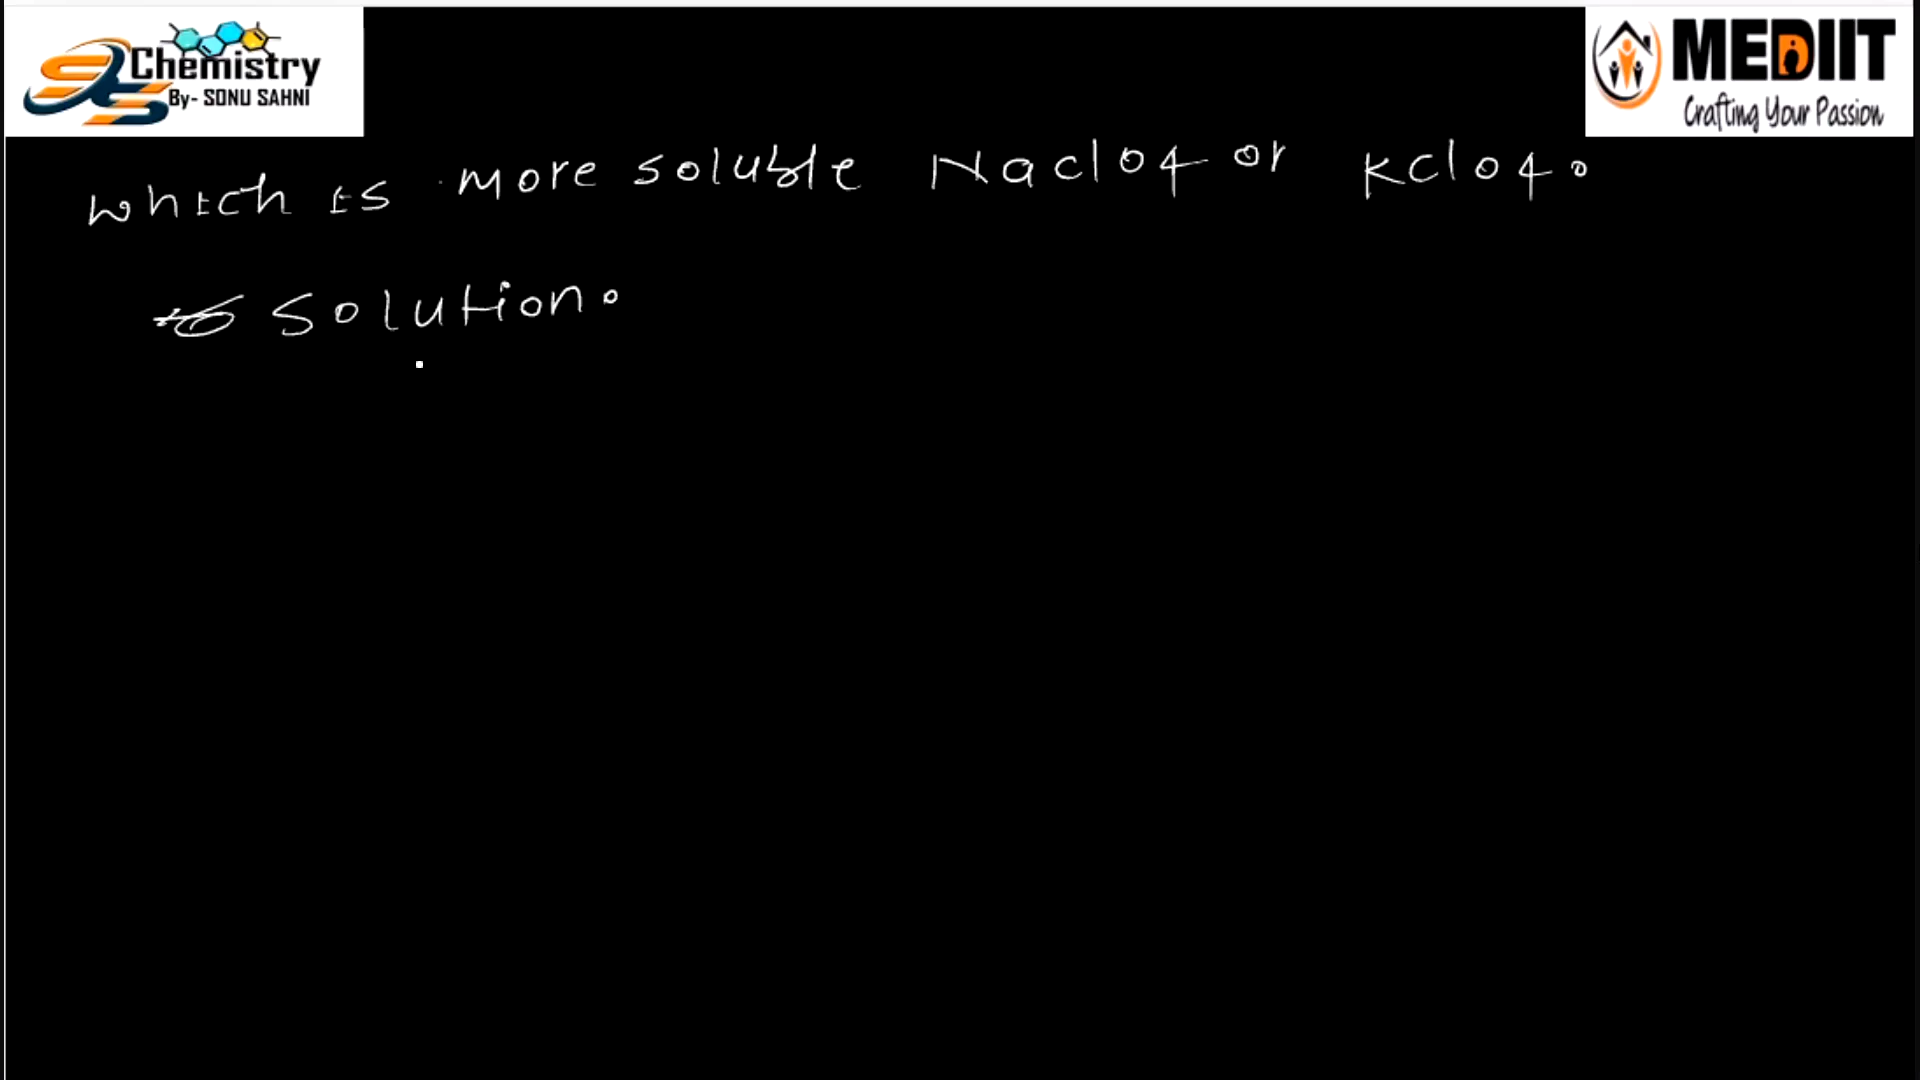 Chemistry
By- SONU SAHNI
MEDIIT
Crafting Your Passion
which is more soluble Naclo4 or Kclo4.
Solution.